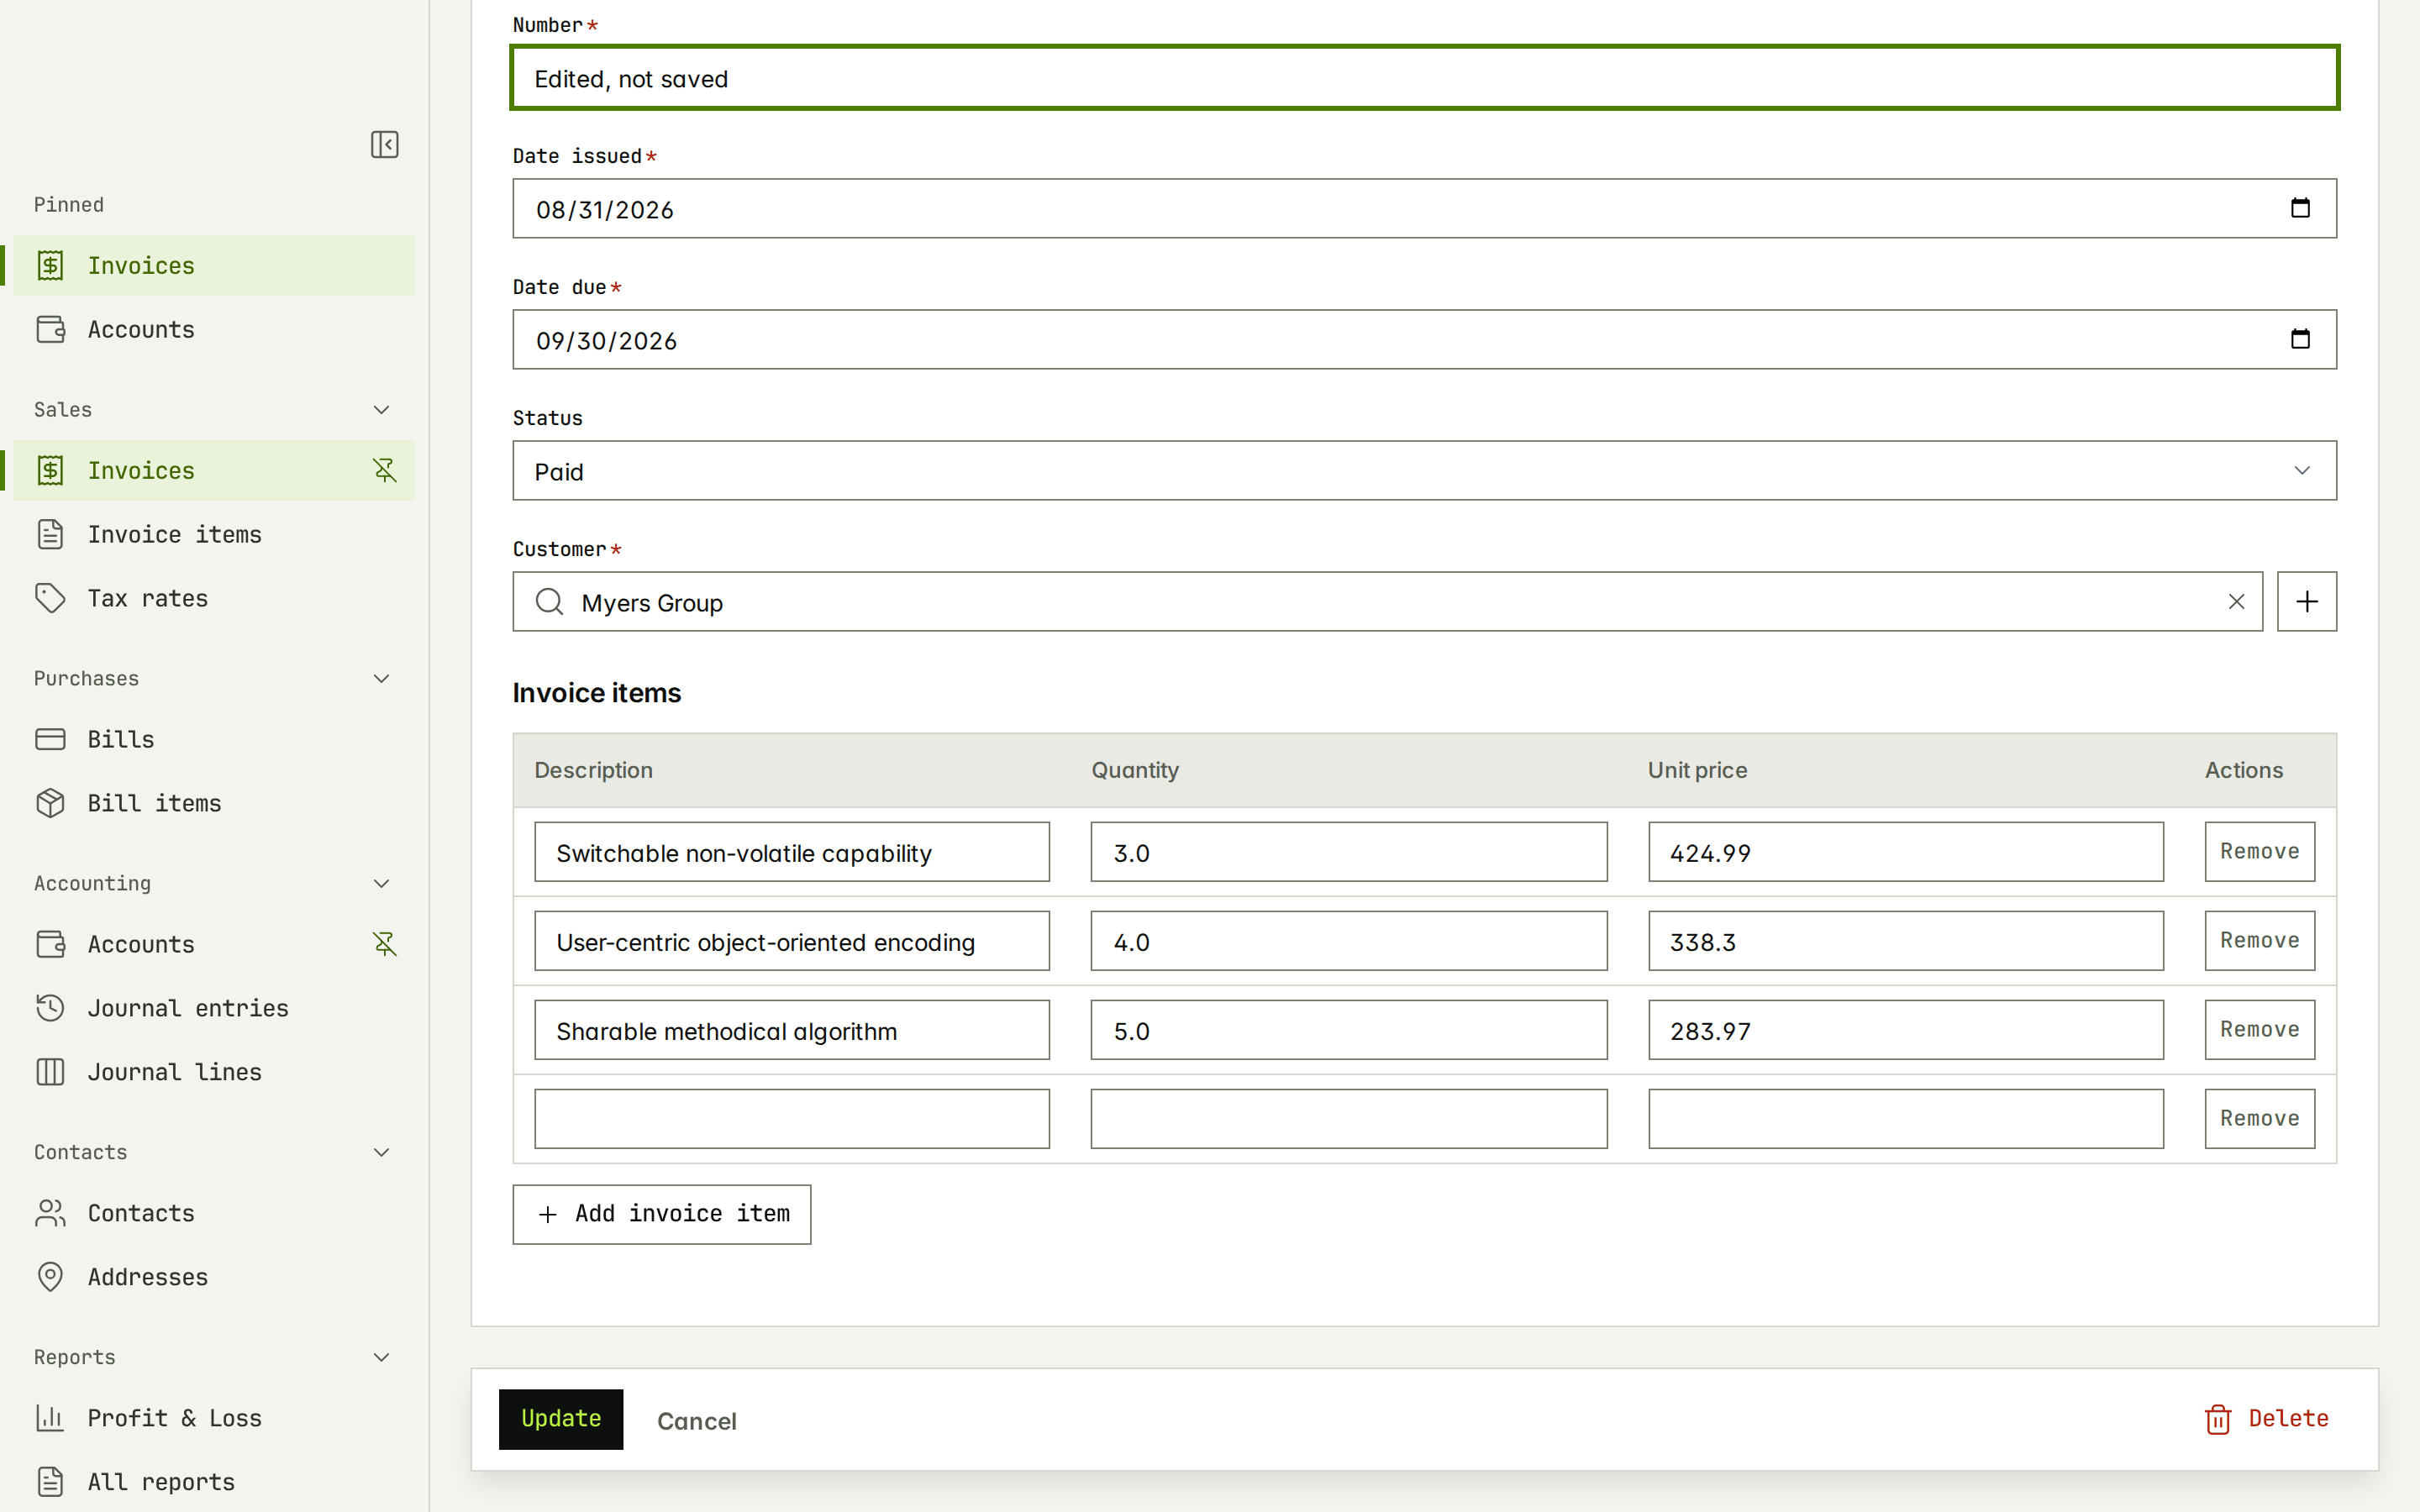 Pinned
Invoices
Accounts
Sales
Invoices
Invoice items
Tax rates
Purchases
Bills
Bill items
Accounting
Accounts
Journal entries
Journal lines
Contacts
Contacts
Addresses
Reports
Profit & Loss
All reports
Number*
Edited, not saved
Date issued*
08/31/2026
Date due*
09/30/2026
Status
Paid
Customer*
Myers Group
Invoice items
Description Quantity Unit price Actions
Switchable non-volatile capability 3.0 424.99 Remove
User-centric object-oriented encoding 4.0 338.3 Remove
Sharable methodical algorithm 5.0 283.97 Remove
Remove
Add invoice item
Update Cancel Delete